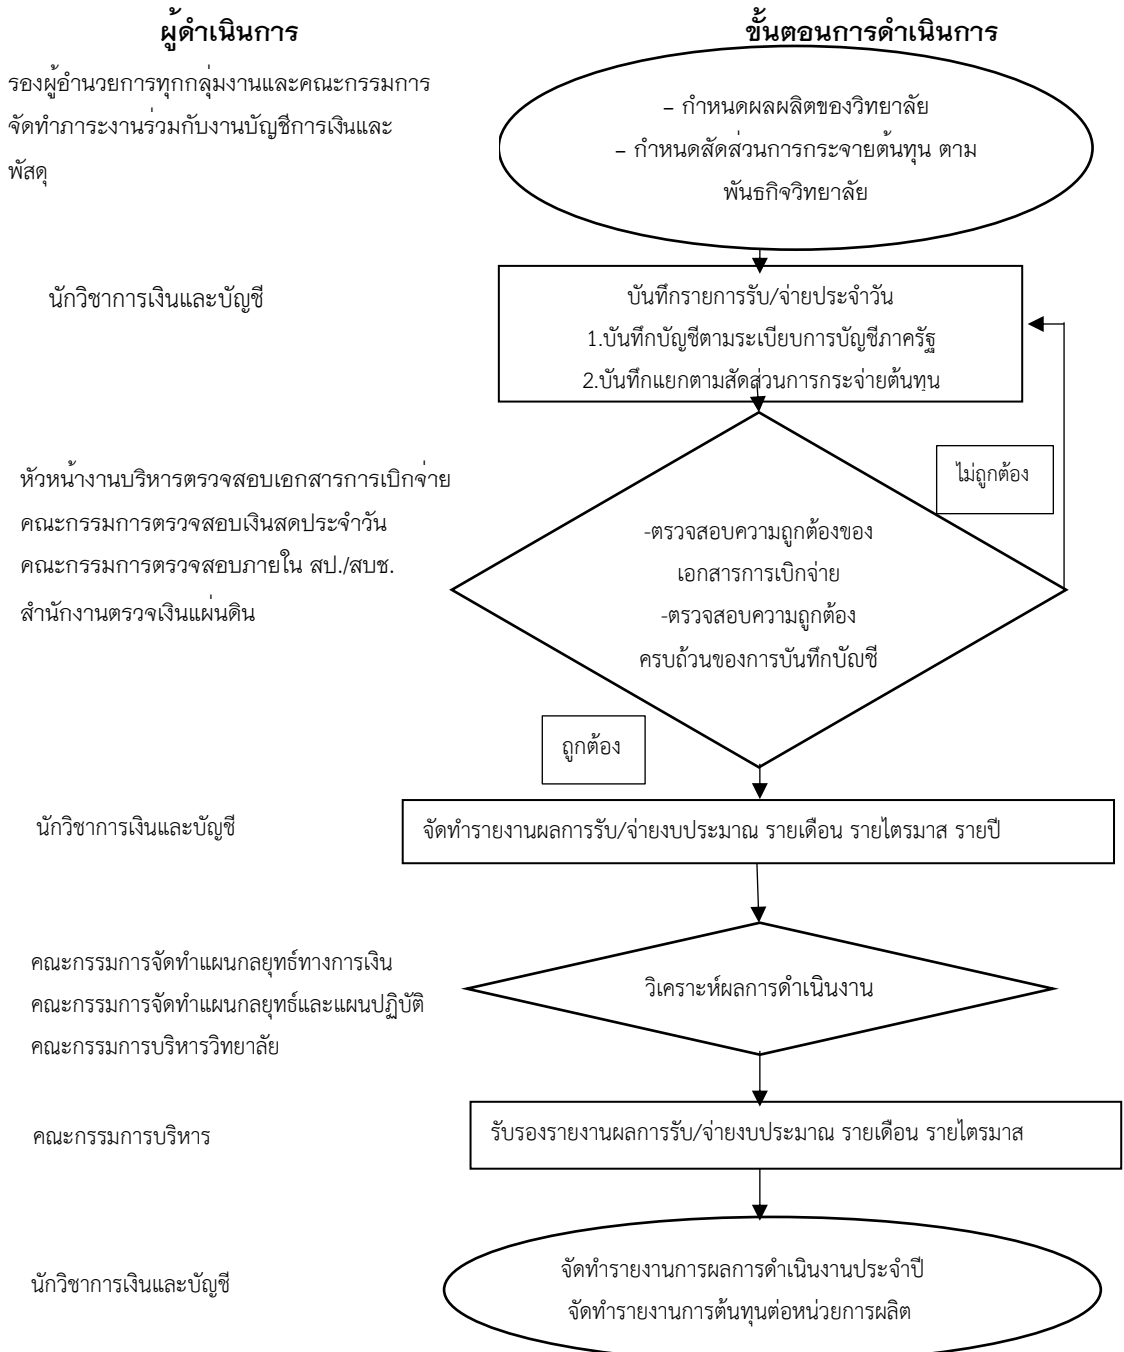 ผู้ดำเนินการ
ขั้นตอนการดำเนินการ
รองผู้อำนวยการทุกกลุ่มงานและคณะกรรมการ
จัดทำภาระงานร่วมกับงานบัญชีการเงินและ
พัสดุ
– กำหนดผลผลิตของวิทยาลัย
– กำหนดสัดส่วนการกระจายต้นทุน ตาม
พันธกิจวิทยาลัย
นักวิชาการเงินและบัญชี
บันทึกรายการรับ/จ่ายประจำวัน
1.บันทึกบัญชีตามระเบียบการบัญชีภาครัฐ
2.บันทึกแยกตามสัดส่วนการกระจ่ายต้นทุน
หัวหน้างานบริหารตรวจสอบเอกสารการเบิกจ่าย
คณะกรรมการตรวจสอบเงินสดประจำวัน
คณะกรรมการตรวจสอบภายใน สป./สบช.
สำนักงานตรวจเงินแผ่นดิน
ไม่ถูกต้อง
-ตรวจสอบความถูกต้องของ
เอกสารการเบิกจ่าย
-ตรวจสอบความถูกต้อง
ครบถ้วนของการบันทึกบัญชี
ถูกต้อง
นักวิชาการเงินและบัญชี
จัดทำรายงานผลการรับ/จ่ายงบประมาณ รายเดือน รายไตรมาส รายปี
คณะกรรมการจัดทำแผนกลยุทธ์ทางการเงิน
คณะกรรมการจัดทำแผนกลยุทธ์และแผนปฏิบัติ
คณะกรรมการบริหารวิทยาลัย
วิเคราะห์ผลการดำเนินงาน
คณะกรรมการบริหาร
รับรองรายงานผลการรับ/จ่ายงบประมาณ รายเดือน รายไตรมาส
นักวิชาการเงินและบัญชี
จัดทำรายงานการผลการดำเนินงานประจำปี
จัดทำรายงานการต้นทุนต่อหน่วยการผลิต